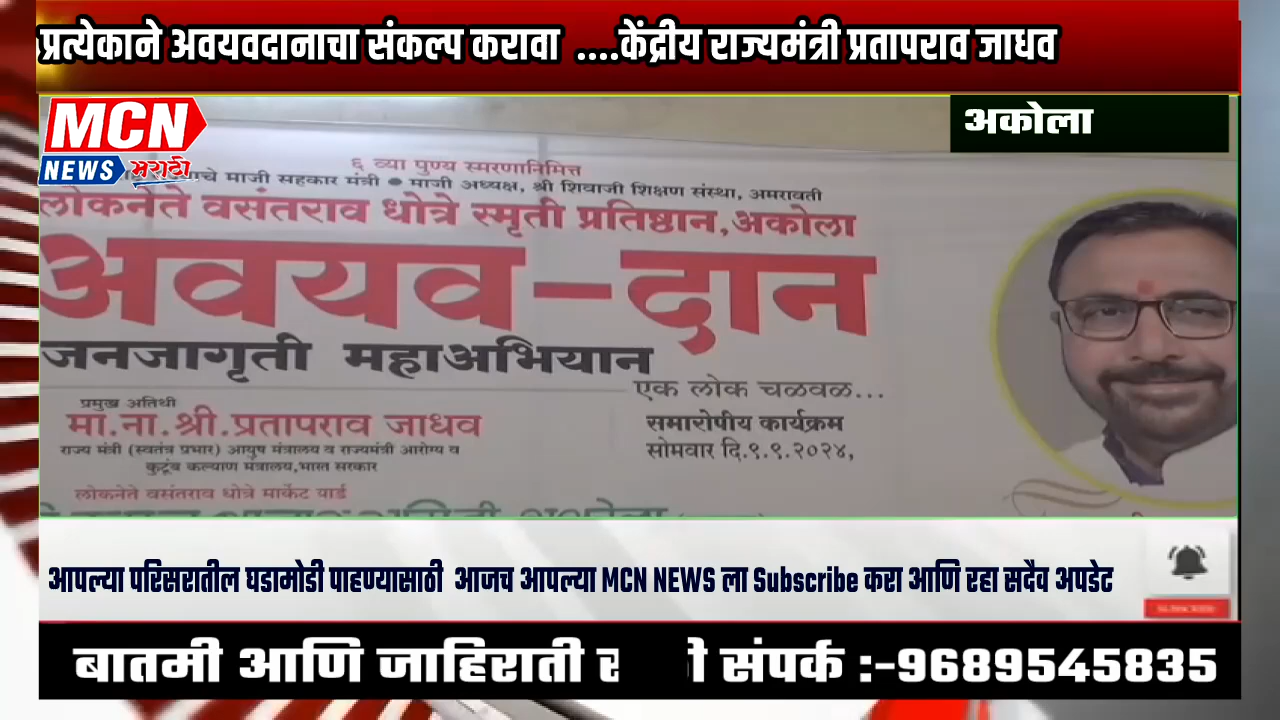 प्रत्येकाने अवयवदानाचा संकल्प करावा ....केंद्रीय राज्यमंत्री प्रतापराव जाधव
MCN
NEWS मराठी
अकोला
६ व्या पुण्य स्मरणानिमित्त
माजी सहकार मंत्री ● माजी अध्यक्ष, श्री शिवाजी शिक्षण संस्था, अमरावती
लोकनेते वसंतराव धोत्रे स्मृती प्रतिष्ठान,अकोला
अवयव-दान
जनजागृती महाअभियान
एक लोक चळवळ...
प्रमुख अतिथी
मा.ना.श्री.प्रतापराव जाधव
राज्य मंत्री (स्वतंत्र प्रभार) आयुष मंत्रालय व राज्यमंत्री आरोग्य व
कुटूंब कल्याण मंत्रालय,भारत सरकार
समारोपीय कार्यक्रम
सोमवार दि.९.९.२०२४,
लोकनेते वसंतराव धोत्रे मार्केट यार्ड
आपल्या परिसरातील घडामोडी पाहण्यासाठी आजच आपल्या MCN NEWS ला Subscribe करा आणि रहा सदैव अपडेट
बातमी आणि जाहिराती संपर्क :-9689545835